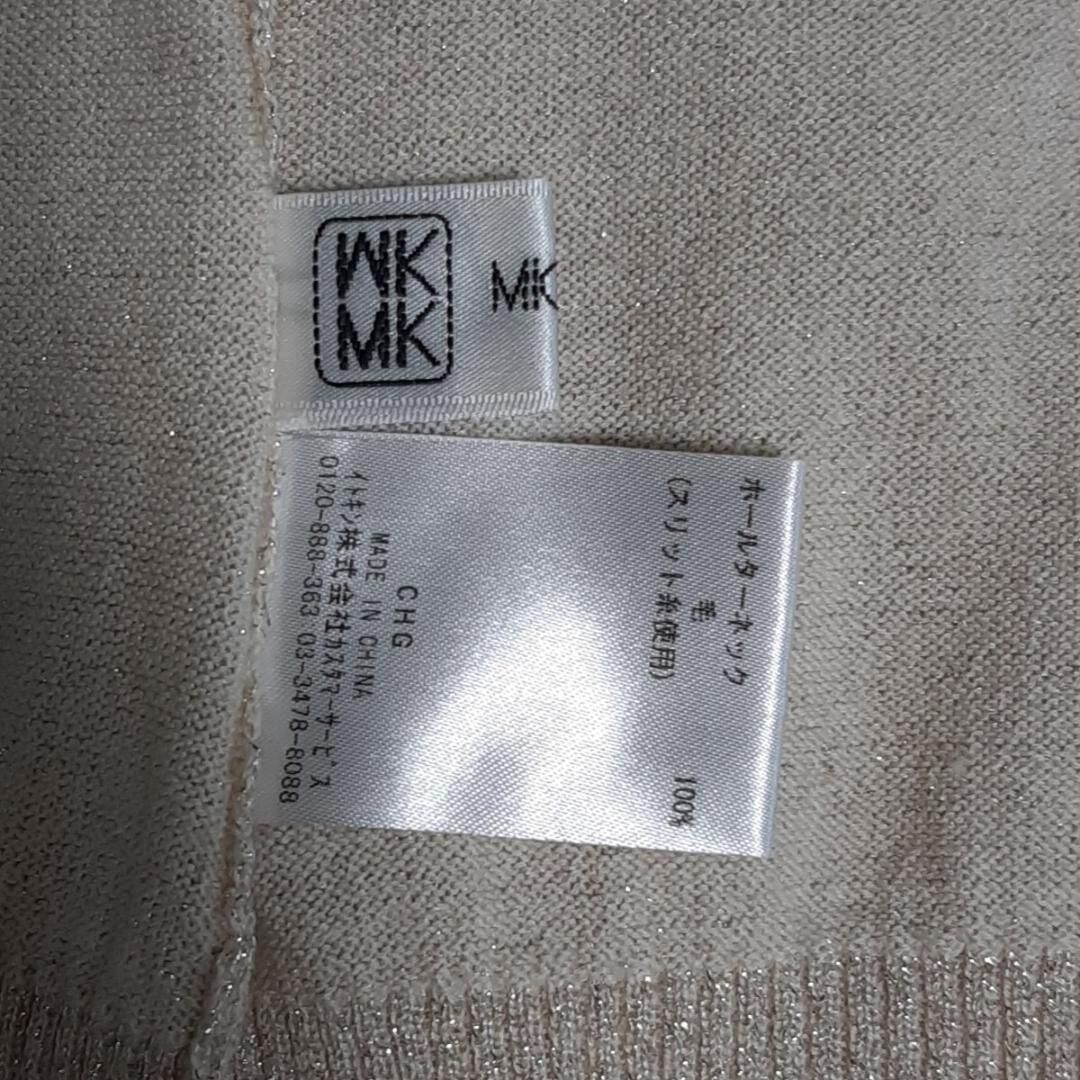 MK
MK
MK
ホールターネック
毛 100%
(スリット糸使用)
CHG
MADE IN CHINA
イトキン株式会社カスタマーサービス
0120-888-363 03-3478-8088